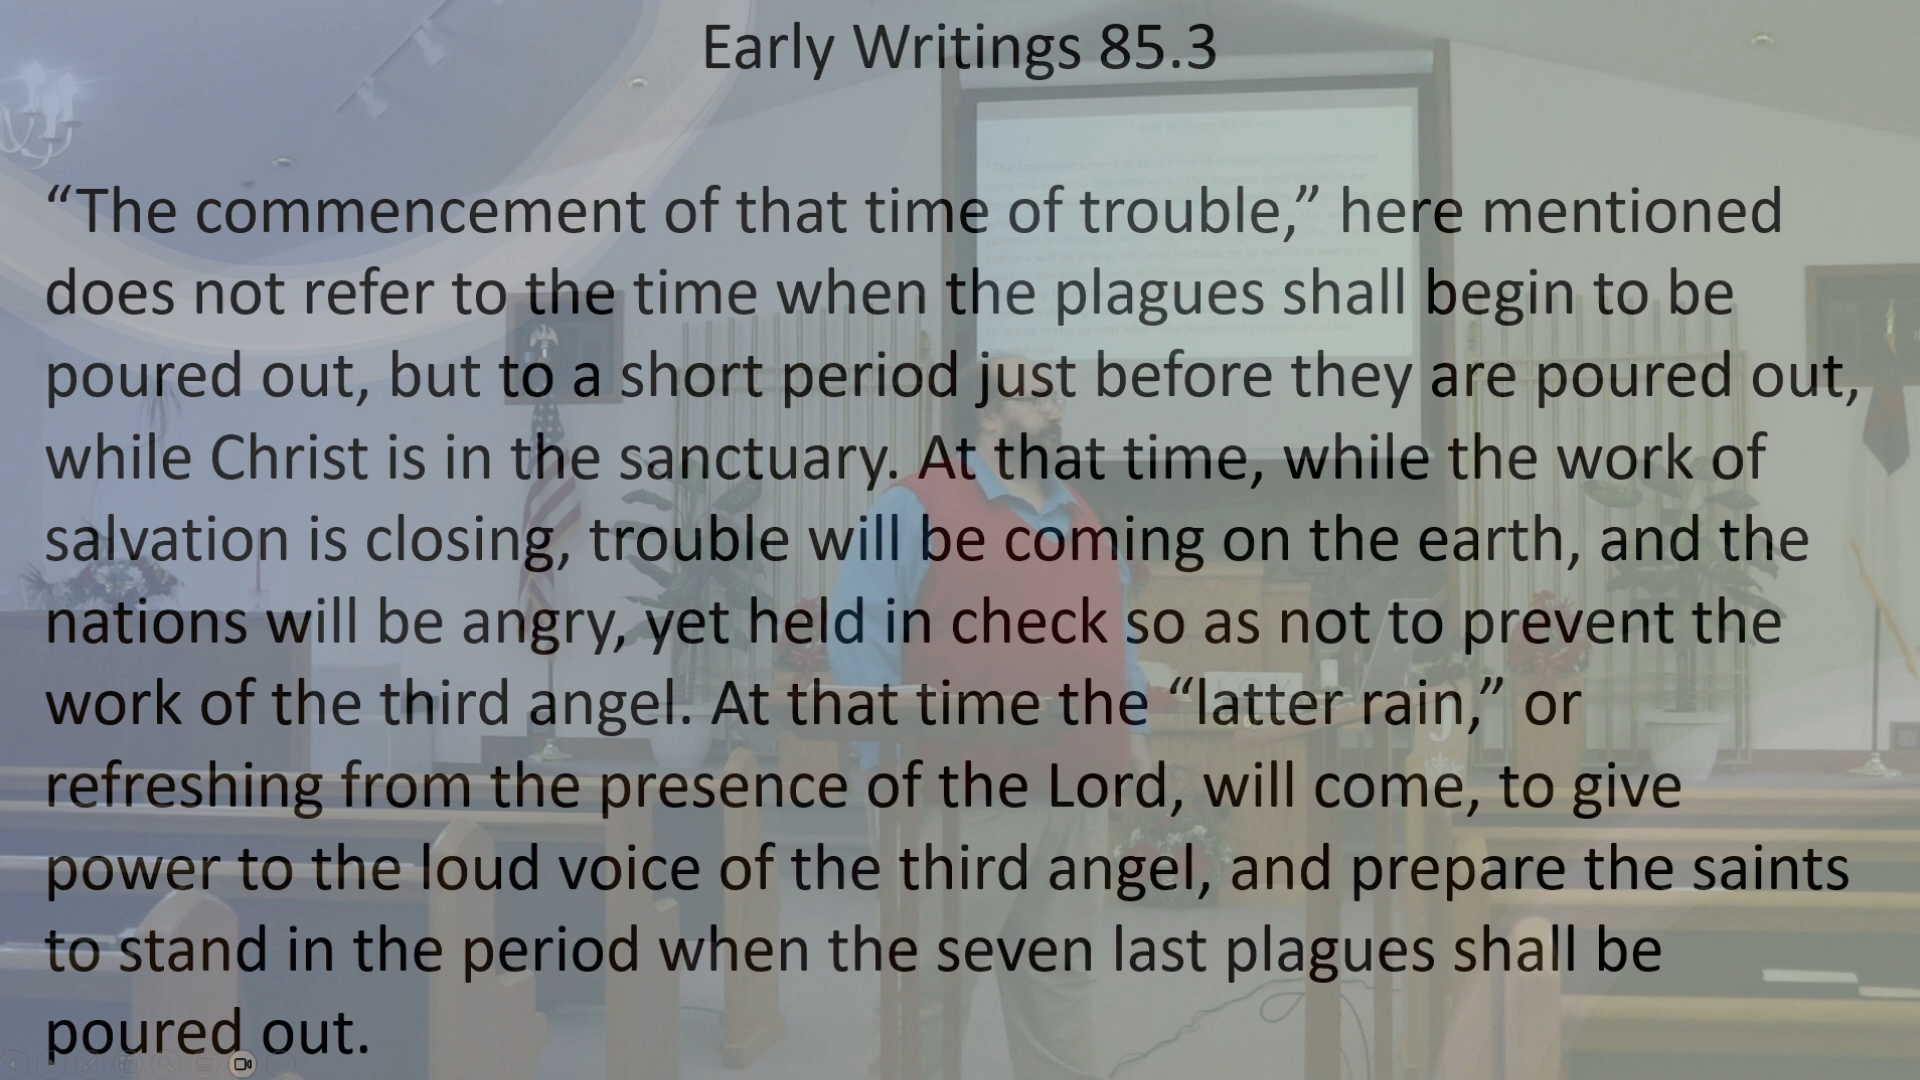 Early Writings 85.3
“The commencement of that time of trouble,” here mentioned
does not refer to the time when the plagues shall begin to be
poured out, but to a short period just before they are poured out,
while Christ is in the sanctuary. At that time, while the work of
salvation is closing, trouble will be coming on the earth, and the
nations will be angry, yet held in check so as not to prevent the
work of the third angel. At that time the “latter rain,” or
refreshing from the presence of the Lord, will come, to give
power to the loud voice of the third angel, and prepare the saints
to stand in the period when the seven last plagues shall be
poured out.